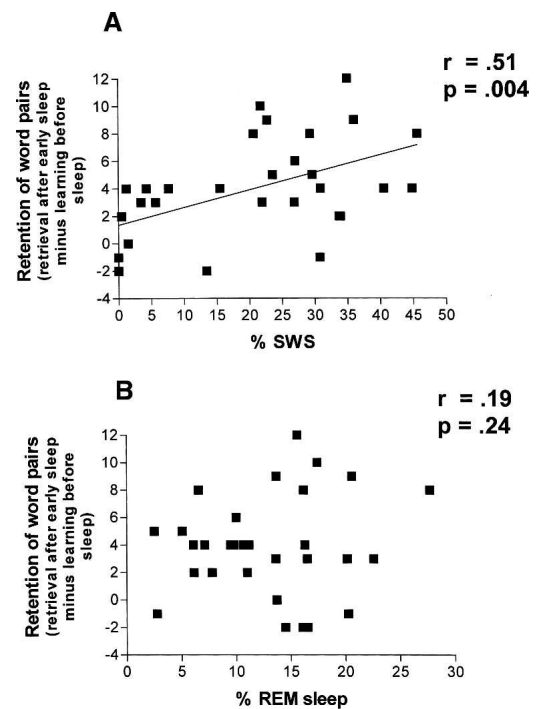 A
r = .51
p = .004
Retention of word pairs
(retrieval after early sleep
minus learning before
sleep)
12
10
8
6
4
2
0
-2
-4
0 5 10 15 20 25 30 35 40 45 50
% SWS
B
r = .19
p = .24
Retention of word pairs
(retrieval after early sleep
minus learning before
sleep)
12
10
8
6
4
2
0
-2
-4
0 5 10 15 20 25 30
% REM sleep